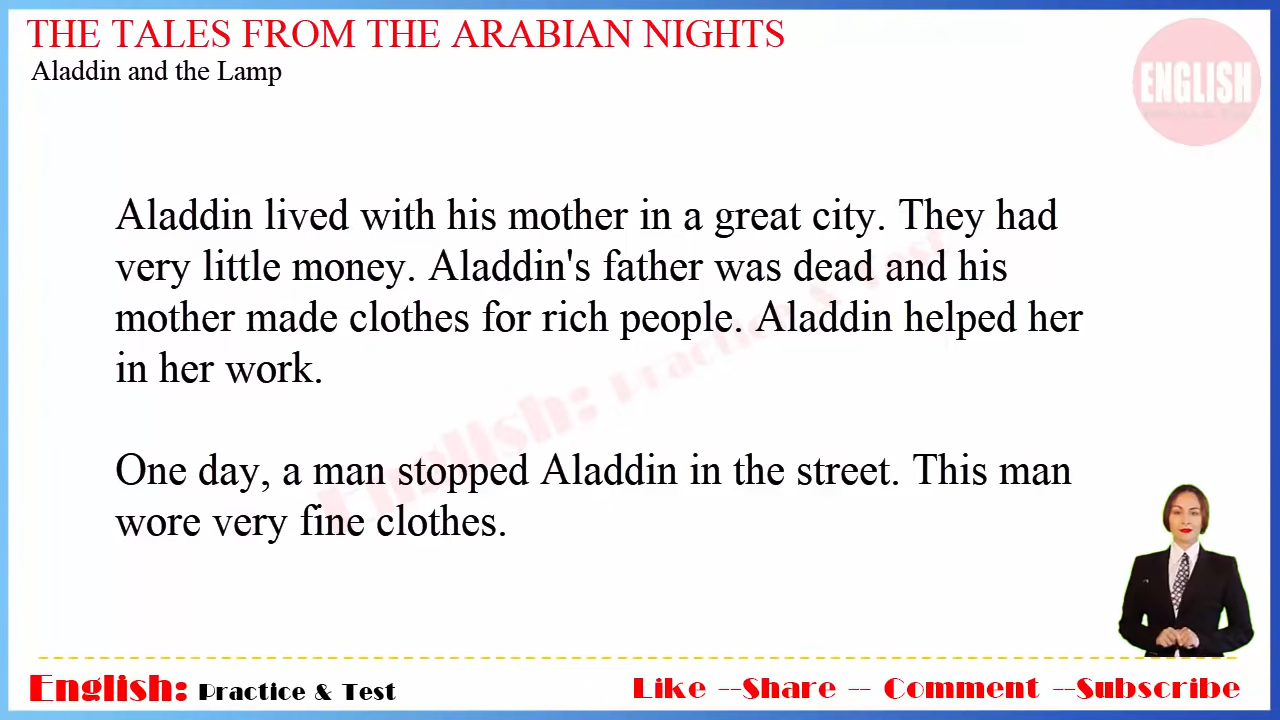 THE TALES FROM THE ARABIAN NIGHTS
Aladdin and the Lamp
ENGLISH
Aladdin lived with his mother in a great city. They had
very little money. Aladdin's father was dead and his
mother made clothes for rich people. Aladdin helped her
in her work.
One day, a man stopped Aladdin in the street. This man
wore very fine clothes.
English: Practice & Test
English: Practice & Test
Like --Share -- Comment --Subscribe